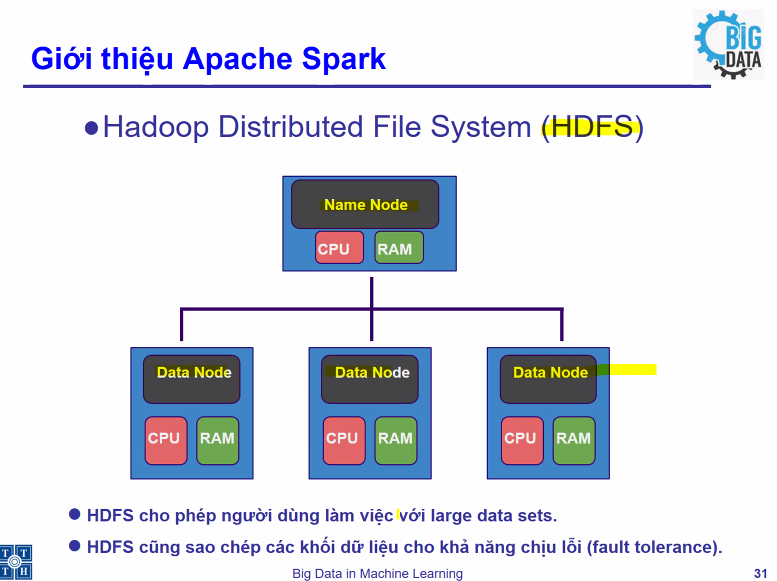 BIG
DATA
Giới thiệu Apache Spark
●Hadoop Distributed File System (HDFS)
Name Node
CPU RAM
Data Node Data Node Data Node
CPU RAM CPU RAM CPU RAM
● HDFS cho phép người dùng làm việc với large data sets.
● HDFS cũng sao chép các khối dữ liệu cho khả năng chịu lỗi (fault tolerance).
T T
T H
Big Data in Machine Learning 31